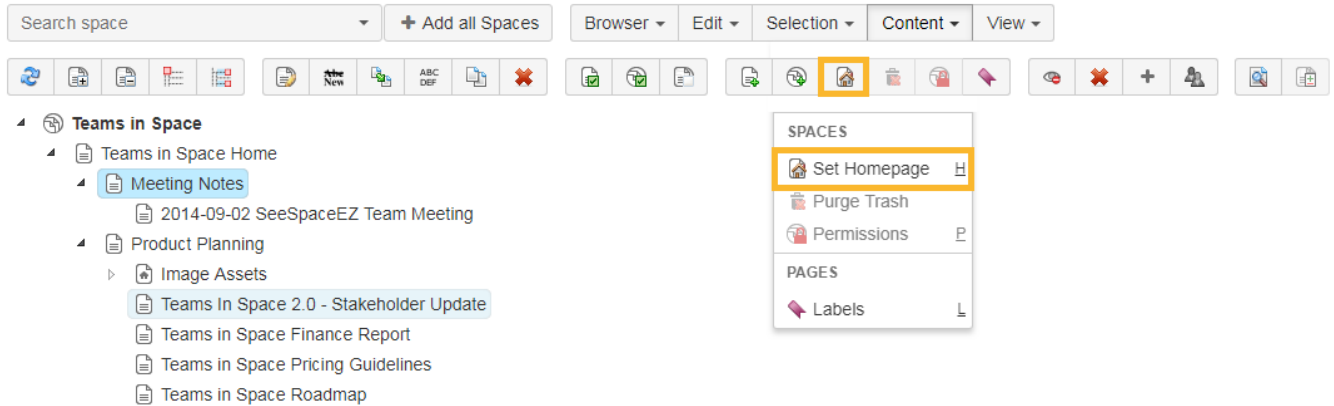 Search space + Add all Spaces Browser Edit Selection Content View
Abc New ABC DEF
Teams in Space
Teams in Space Home
Meeting Notes
2014-09-02 SeeSpaceEZ Team Meeting
Product Planning
Image Assets
Teams In Space 2.0 - Stakeholder Update
Teams in Space Finance Report
Teams in Space Pricing Guidelines
Teams in Space Roadmap
SPACES
Set Homepage H
Purge Trash
Permissions P
PAGES
Labels L